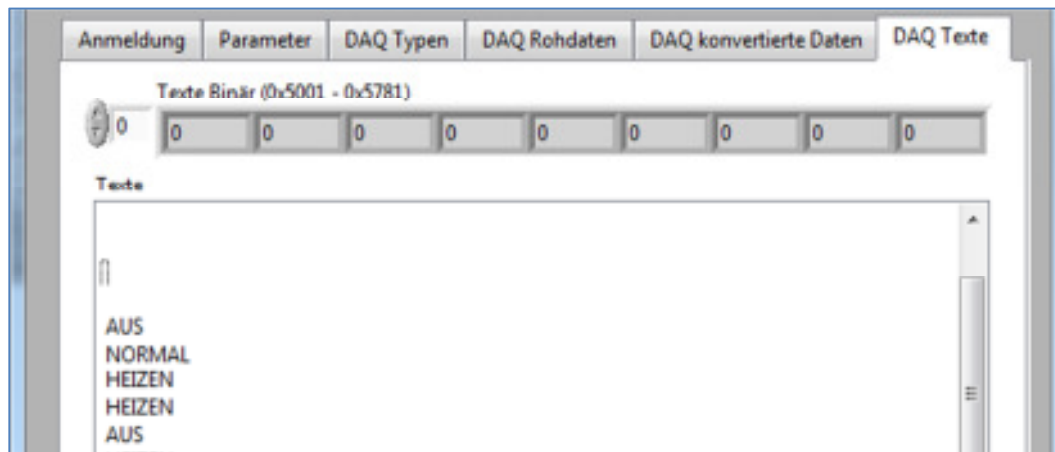 Anmeldung Parameter DAQ Typen DAQ Rohdaten DAQ konvertierte Daten DAQ Texte
Texte Binär (0x5001 - 0x5781)
0 0 0 0 0 0 0 0 0 0
Texte
AUS
NORMAL
HEIZEN
HEIZEN
AUS